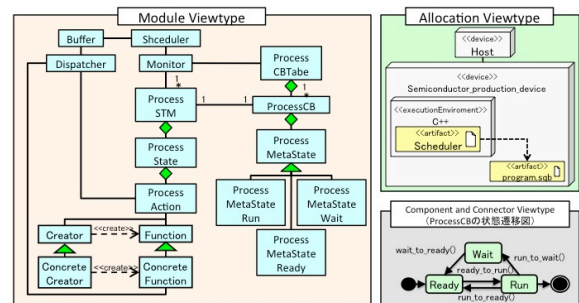 Module Viewtype
Buffer
Shceduler
Dispatcher
Monitor
Process
CBTabe
1
*
1
*
Process
STM
1
1
ProcessCB
Process
State
Process
MetaState
Process
Action
Process
MetaState
Run
Process
MetaState
Wait
Process
MetaState
Ready
Creator
<<create>>
Function
Concrete
Creator
<<create>>
Concrete
Function
Allocation Viewtype
<<device>>
Host
<<device>>
Semiconductor_production_device
<<executionEnviroment>>
C++
<<artifact>>
Scheduler
<<artifact>>
program.sqb
Component and Connector Viewtype
(ProcessCBの状態遷移図)
wait_to_ready()
Wait
run_to_wait()
ready_to_run()
Ready
Run
run_to_ready()